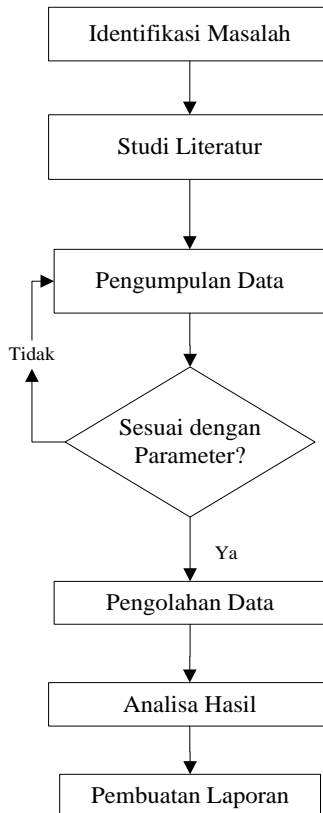 Identifikasi Masalah
Studi Literatur
Pengumpulan Data
Tidak
Sesuai dengan
Parameter?
Ya
Pengolahan Data
Analisa Hasil
Pembuatan Laporan